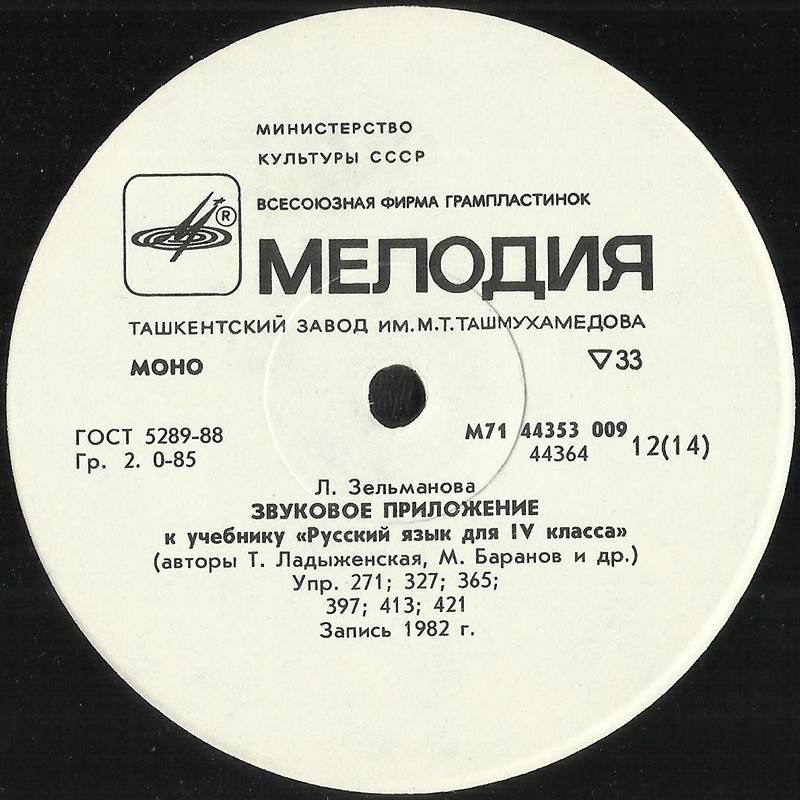 МИНИСТЕРСТВО
КУЛЬТУРЫ СССР
®
ВСЕСОЮЗНАЯ ФИРМА ГРАМПЛАСТИНОК
МЕЛОДИЯ
ТАШКЕНТСКИЙ ЗАВОД ИМ.М.Т.ТАШМУХАМЕДОВА
МОНО ▽33
ГОСТ 5289-88 М71 44353 009
Гр. 2. 0-85 44364 12(14)
Л. Зельманова
ЗВУКОВОЕ ПРИЛОЖЕНИЕ
к учебнику «Русский язык для IV класса»
(авторы Т. Ладыженская, М. Баранов и др.)
Упр. 271; 327; 365;
397; 413; 421
Запись 1982 г.